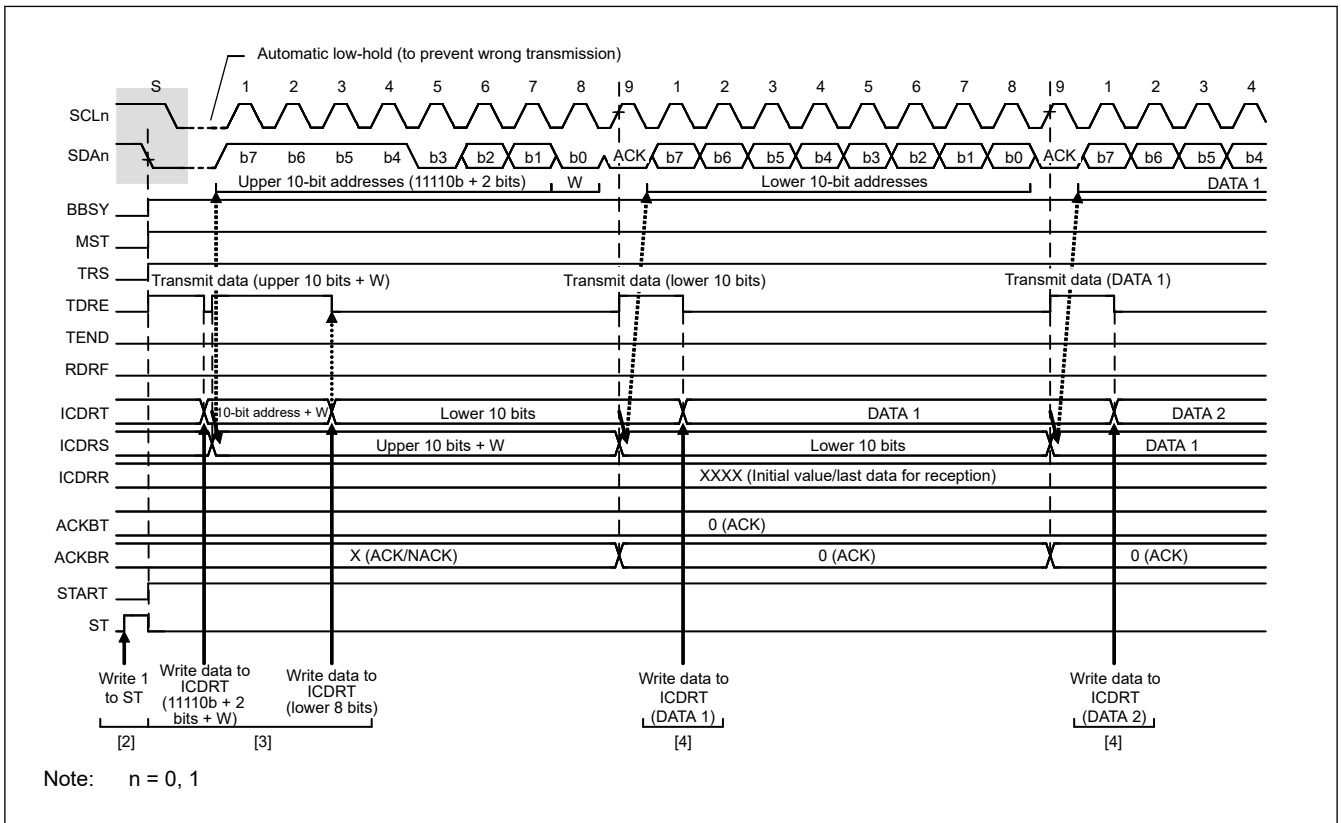 Automatic low-hold (to prevent wrong transmission)
S 1 2 3 4 5 6 7 8 9 1 2 3 4 5 6 7 8 9 1 2 3 4
SCLn
SDAn b7 b6 b5 b4 b3 b2 b1 b0 ACK b7 b6 b5 b4 b3 b2 b1 b0 ACK b7 b6 b5 b4
Upper 10-bit addresses (11110b + 2 bits) W Lower 10-bit addresses DATA 1
BBSY
MST
TRS
Transmit data (upper 10 bits + W) Transmit data (lower 10 bits) Transmit data (DATA 1)
TDRE
TEND
RDRF
ICDRT 10-bit address + W Lower 10 bits DATA 1 DATA 2
ICDRS Upper 10 bits + W Lower 10 bits DATA 1
ICDRR XXXX (Initial value/last data for reception)
ACKBT 0 (ACK)
ACKBR X (ACK/NACK) 0 (ACK) 0 (ACK)
START
ST
Write 1
to ST
Write data to
ICDRT
(11110b + 2
bits + W)
Write data to
ICDRT
(lower 8 bits)
Write data to
ICDRT
(DATA 1)
Write data to
ICDRT
(DATA 2)
[2] [3] [4] [4]
Note: n = 0, 1